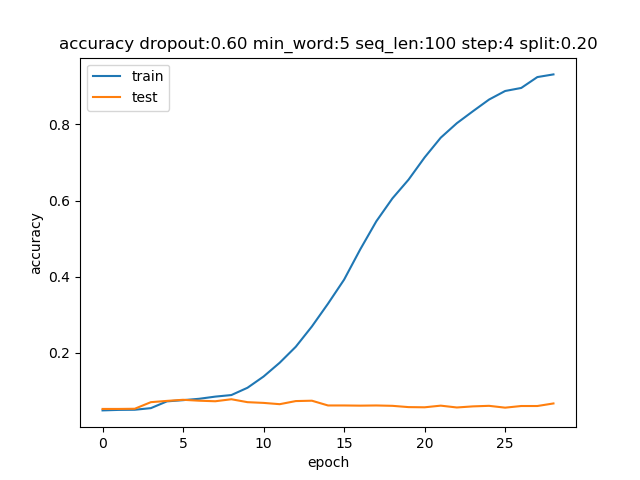 accuracy dropout:0.60 min_word:5 seq_len:100 step:4 split:0.20
train
test
0.8
0.6
0.4
0.2
accuracy
0 5 10 15 20 25
epoch